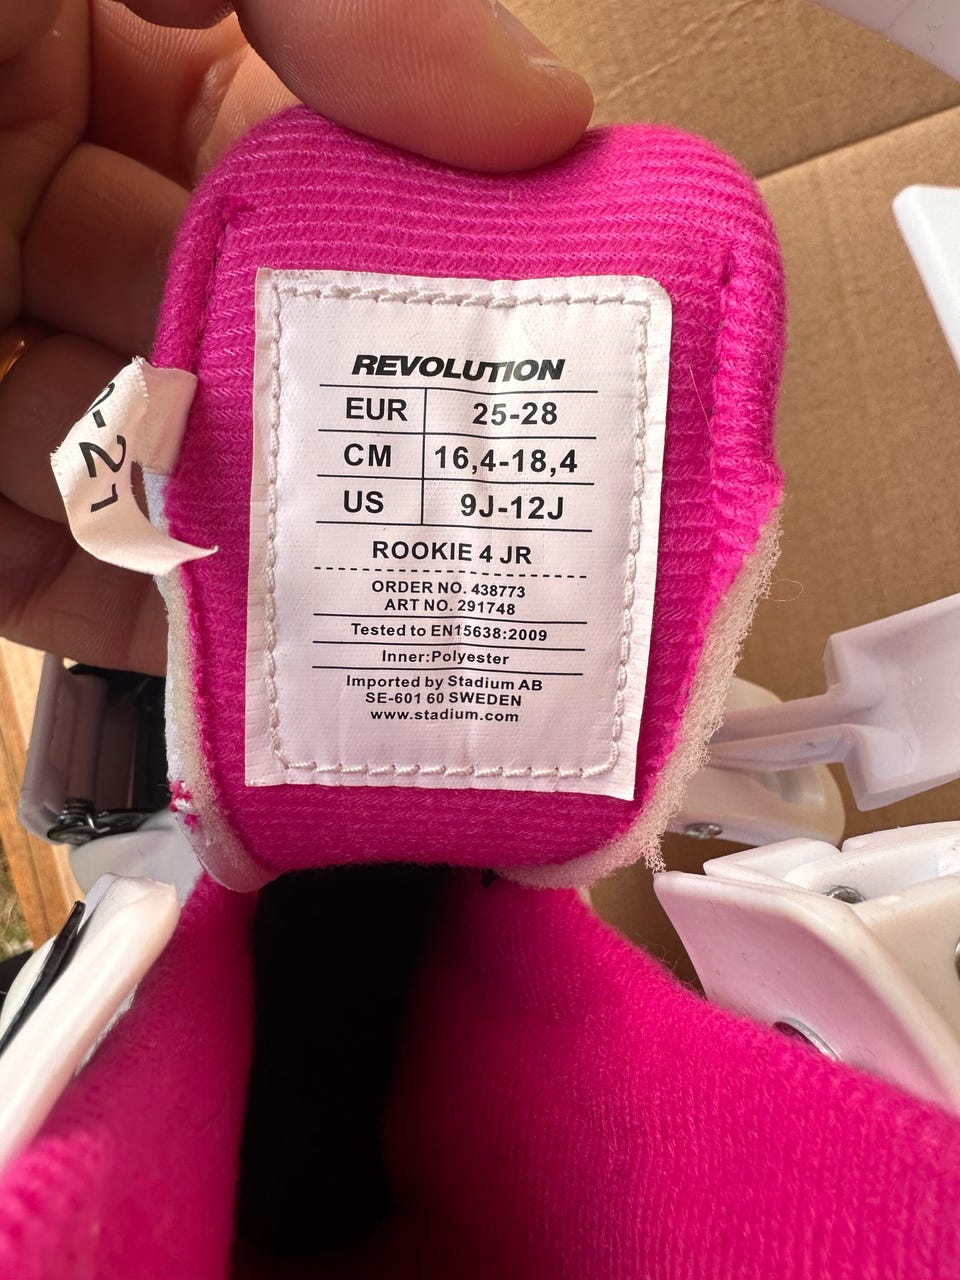 REVOLUTION
EUR 25-28
CM 16,4-18,4
US 9J-12J
ROOKIE 4 JR
ORDER NO. 438773
ART NO. 291748
Tested to EN15638:2009
Inner:Polyester
Imported by Stadium AB
SE-601 60 SWEDEN
www.stadium.com
-21